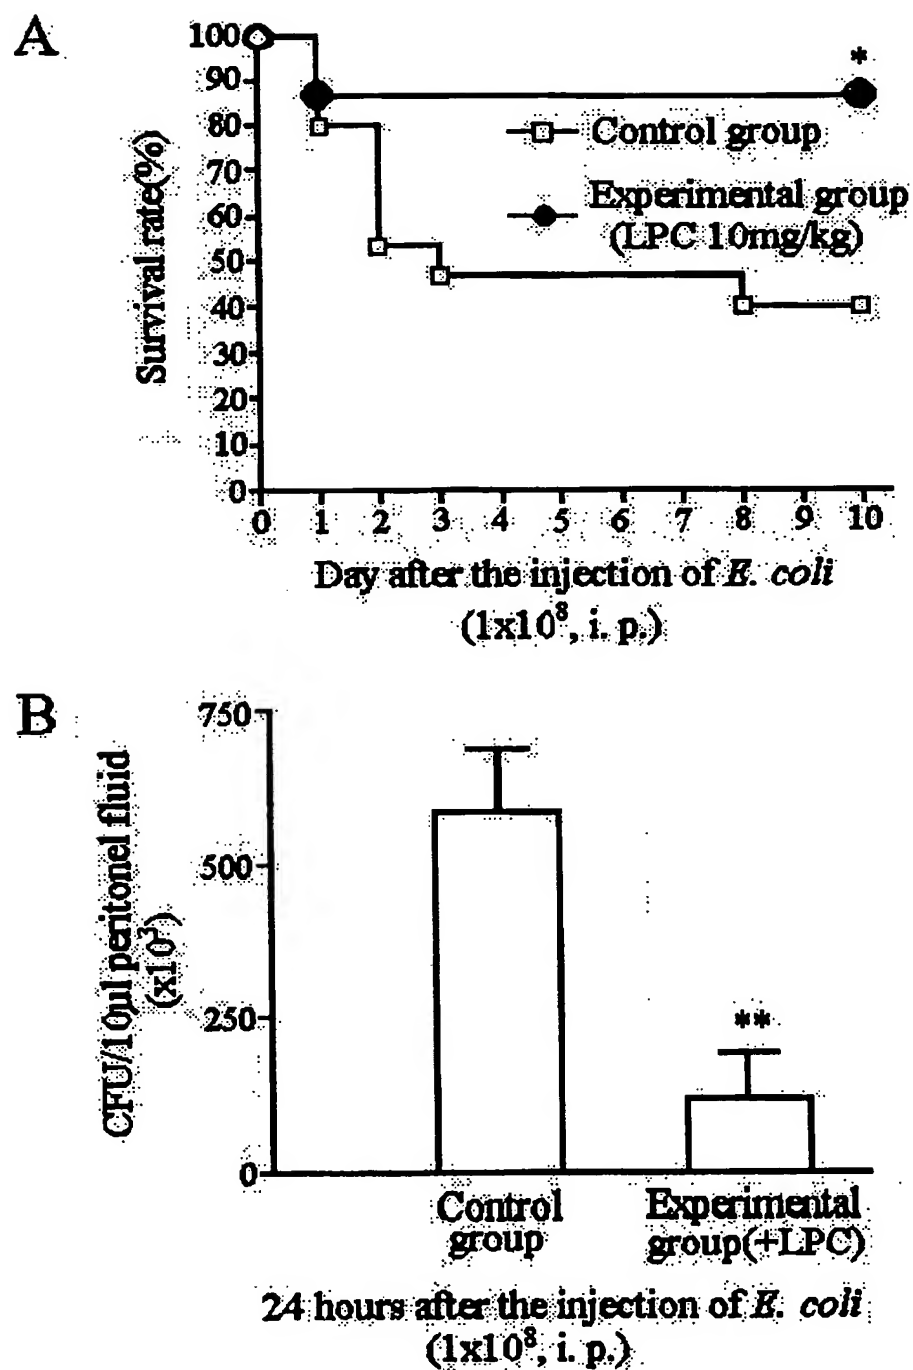 A
100
90
80
70
60
50
40
30
20
10
0
Survival rate(%)
*
Control group
Experimental group
(LPC 10mg/kg)
0 1 2 3 4 5 6 7 8 9 10
Day after the injection of E. coli
(1x10⁸, i. p.)
B
750
500
250
0
CFU/10µl peritonel fluid
(x10³)
**
Control
group
Experimental
group(+LPC)
24 hours after the injection of E. coli
(1x10⁸, i. p.)